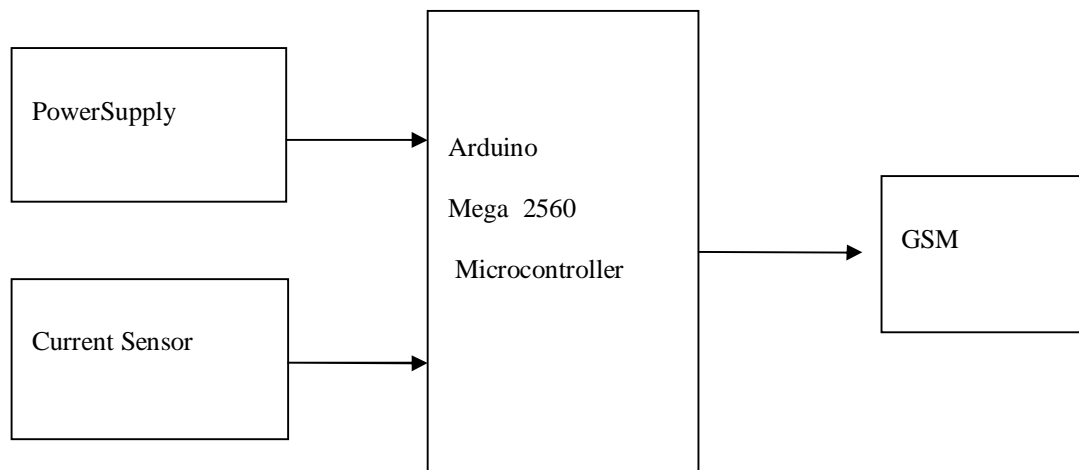 PowerSupply
Arduino
Mega 2560
Microcontroller
GSM
Current Sensor